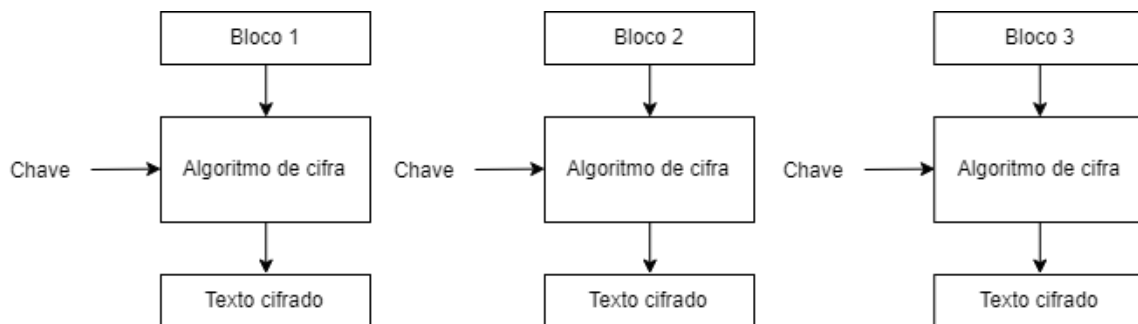 Bloco 1
Bloco 2
Bloco 3
Chave
Algoritmo de cifra
Chave
Algoritmo de cifra
Chave
Algoritmo de cifra
Texto cifrado
Texto cifrado
Texto cifrado